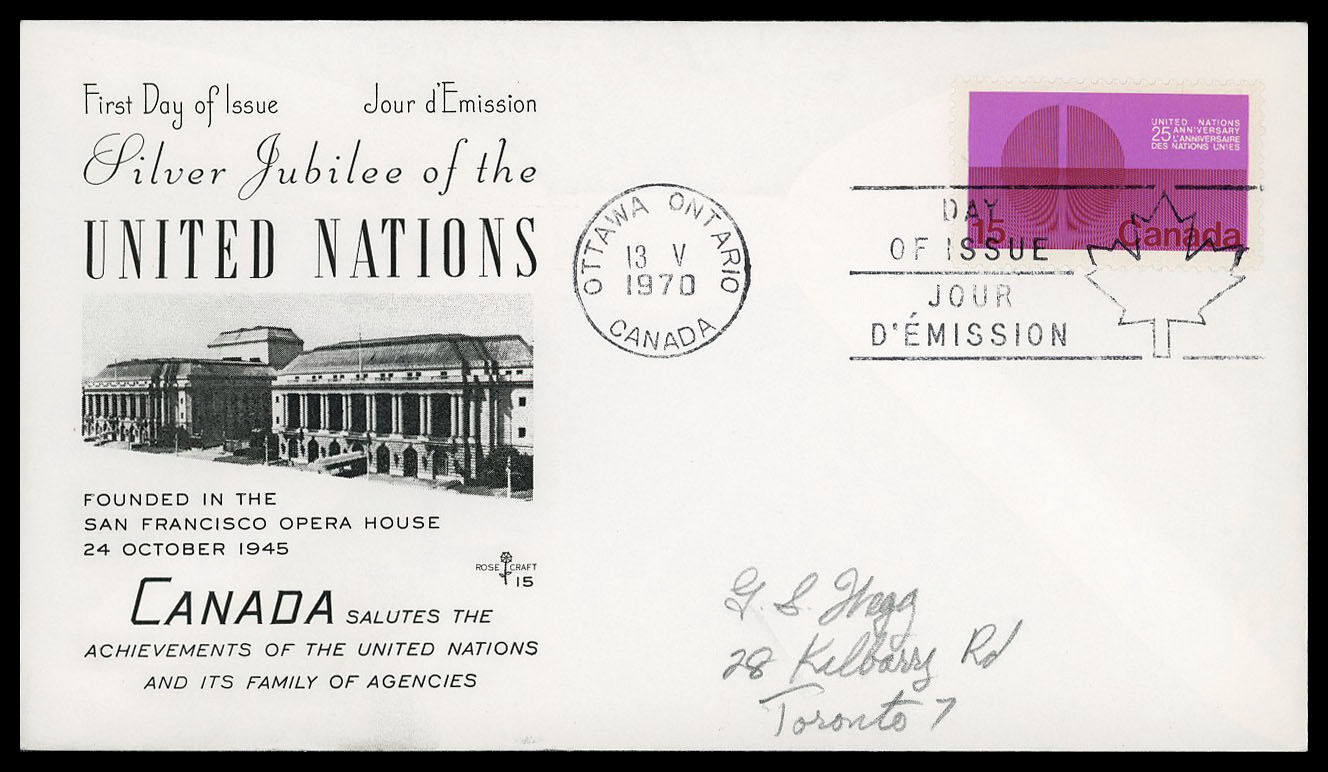 First Day of Issue Jour d'Emission
Silver Jubilee of the
UNITED NATIONS
FOUNDED IN THE
SAN FRANCISCO OPERA HOUSE
24 OCTOBER 1945
ROSE CRAFT
15
CANADA SALUTES THE
ACHIEVEMENTS OF THE UNITED NATIONS
AND ITS FAMILY OF AGENCIES
OTTAWA ONTARIO
13 V
1970
CANADA
UNITED NATIONS
25 ANNIVERSARY
L'ANNIVERSAIRE
DES NATIONS UNIES
15 Canada
DAY
OF ISSUE
JOUR
D'ÉMISSION
G. S. Wegg
28 Kilbarry Rd
Toronto 7